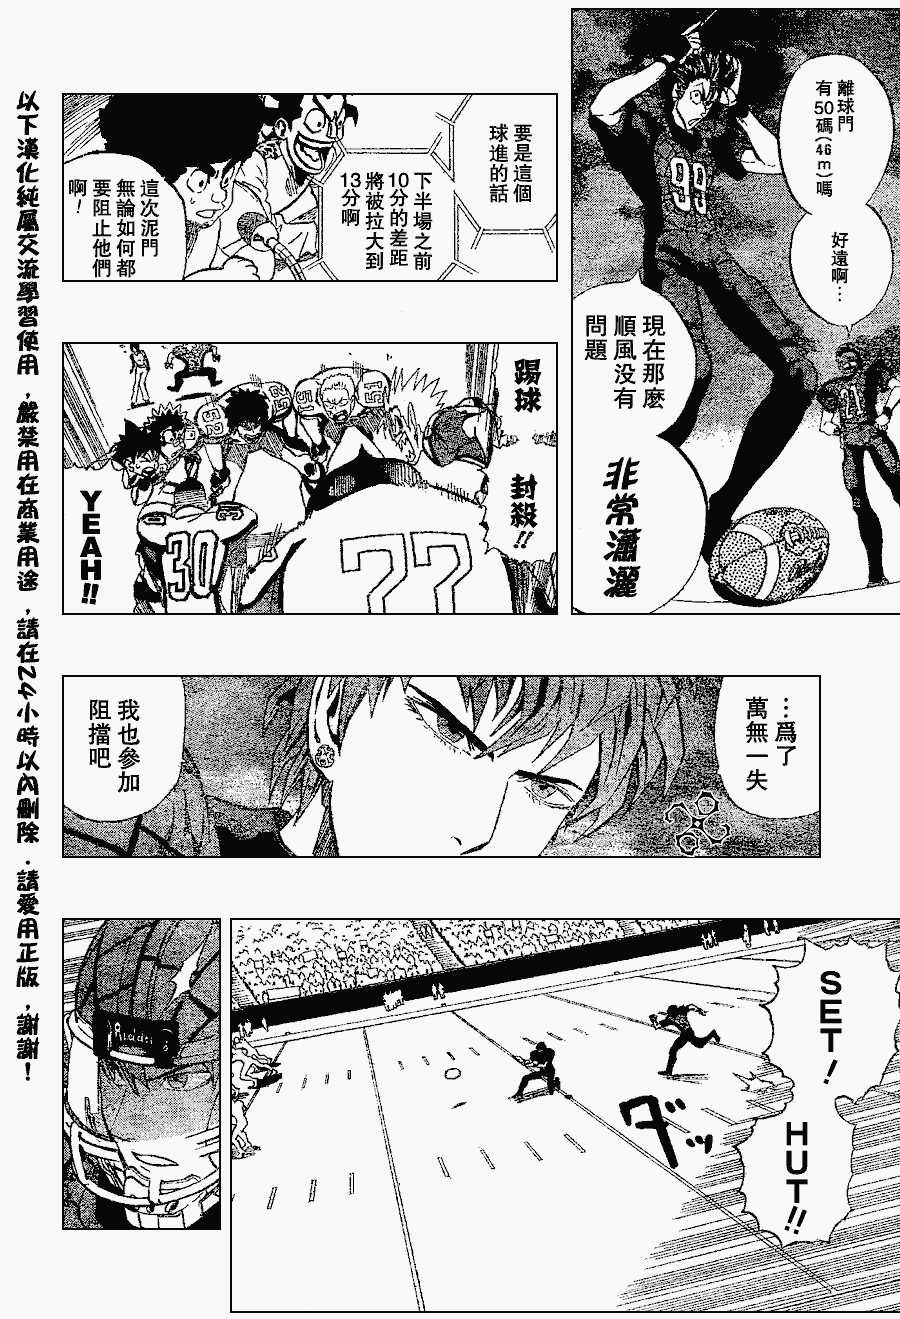 離球門
有50碼(46m)嗎
好遠啊…
現在那麽
順風没有
問題
非常瀟灑
99
要是這個
球進的話
下半場之前
10分的差距
將被拉大到
13分啊
這次泥門
無論如何都
要阻止他們
啊!
踢球
封殺!!
YEAH!!
30
77
…爲了
萬無一失
我也參加
阻擋吧
SET!
HUT!!
ダッ
Riddell
以下漢化純屬交流學習使用,嚴禁用在商業用途,請在24小時以內刪除.請愛用正版,謝謝!